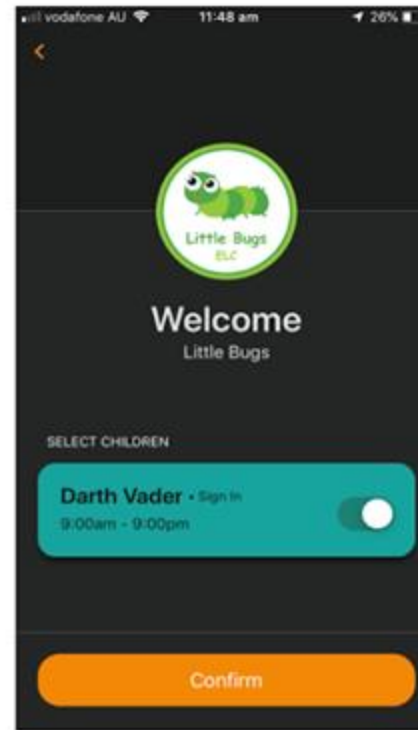 vodafone AU 11:48 am 26%
Little Bugs
ELC
Welcome
Little Bugs
SELECT CHILDREN
Darth Vader • Sign In
9:00am - 9:00pm
Confirm